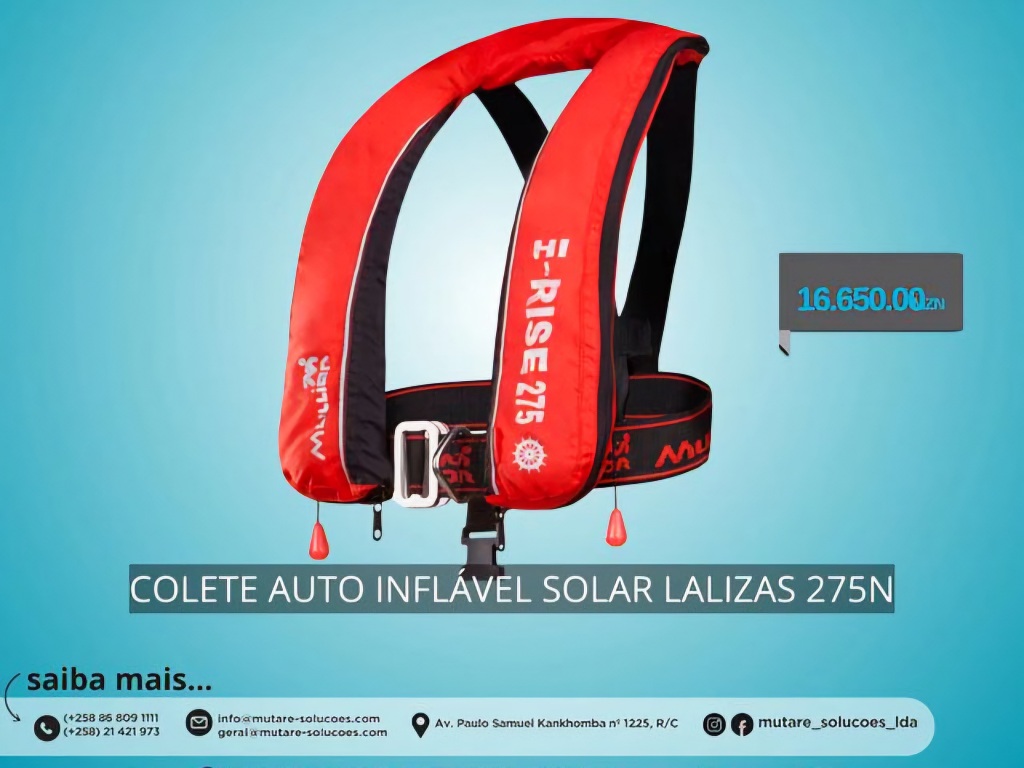 Mullion
HI-RISE 275
16.650.00
COLETE AUTO INFLÁVEL SOLAR LALIZAS 275N
saiba mais...
(+258 86 809 1111
(+258) 21 421 973
info@mutare-solucoes.com
geral@mutare-solucoes.com
Av. Paulo Samuel Kankhomba nº 1225, R/C
mutare_solucoes_lda